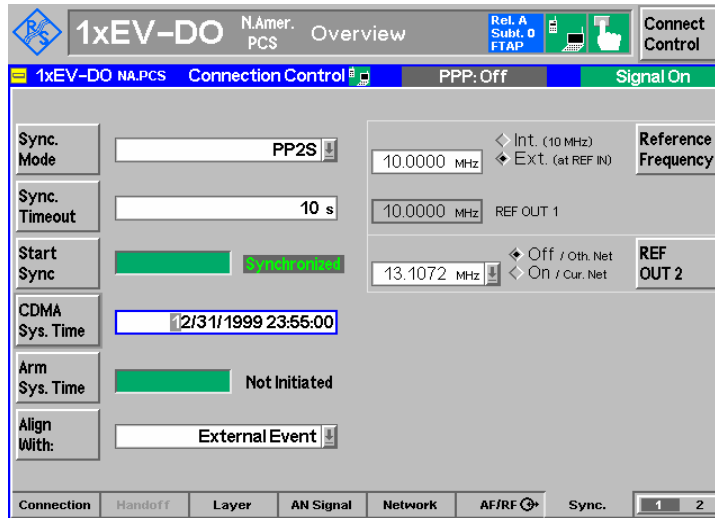 1xEV-DO N.Amer. PCS Overview Rel. A Subt. 0 FTAP Connect Control
1xEV-DO NA.PCS Connection Control PPP: Off Signal On
Sync. Mode PP2S
Int. (10 MHz)
10.0000 MHz Ext. (at REF IN) Reference Frequency
Sync. Timeout 10 s
10.0000 MHz REF OUT 1
Start Sync Synchronized
Off / Oth. Net
13.1072 MHz On / Cur. Net REF OUT 2
CDMA Sys. Time 12/31/1999 23:55:00
Arm Sys. Time Not Initiated
Align With: External Event
Connection Handoff Layer AN Signal Network AF/RF Sync. 1 2